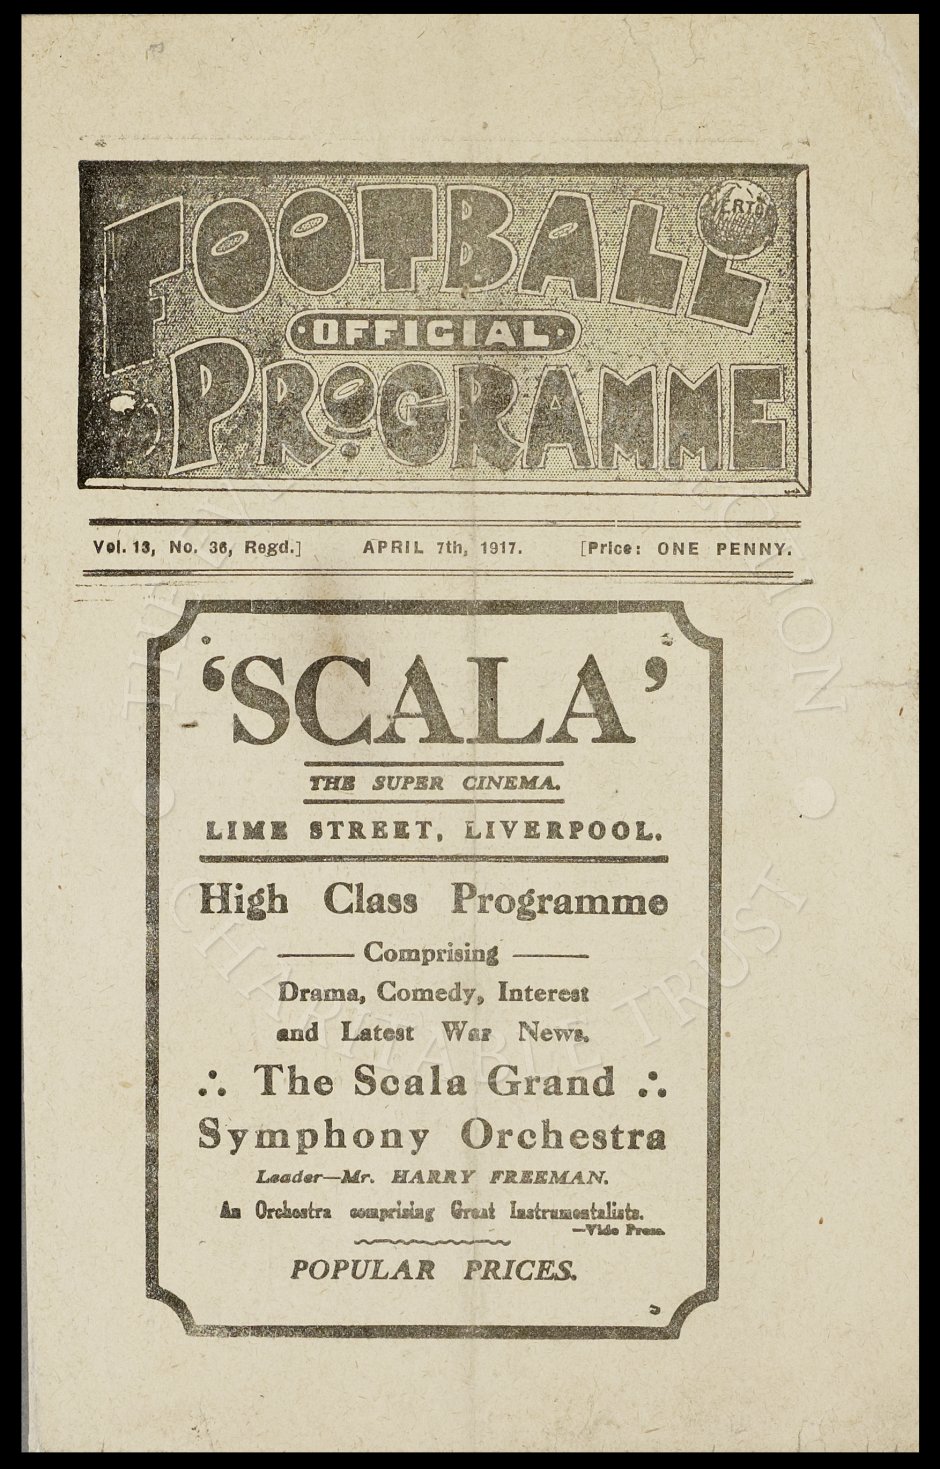 FOOTBALL
OFFICIAL
PROGRAMME
Vol. 13, No. 36, Regd.] APRIL 7th, 1917. [Price: ONE PENNY.
'SCALA'
THE SUPER CINEMA.
LIME STREET, LIVERPOOL.
High Class Programme
Comprising
Drama, Comedy, Interest
and Latest War News.
The Scala Grand
Symphony Orchestra
Leader—Mr. HARRY FREEMAN.
An Orchestra comprising Great Instrumentalists.
—Vide Press.
POPULAR PRICES.
CHARITABLE TRUST